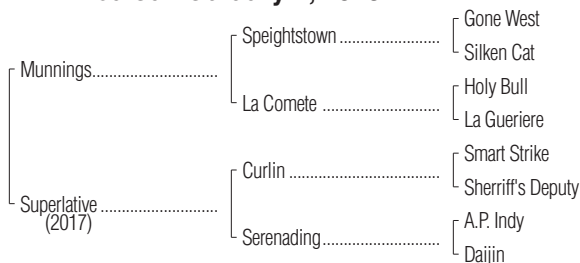 Gone West
Speightstown
Silken Cat
Munnings
Holy Bull
La Comete
La Gueriere
Smart Strike
Curlin
Sherriff's Deputy
Superlative
(2017)
A.P. Indy
Serenading
Daijin